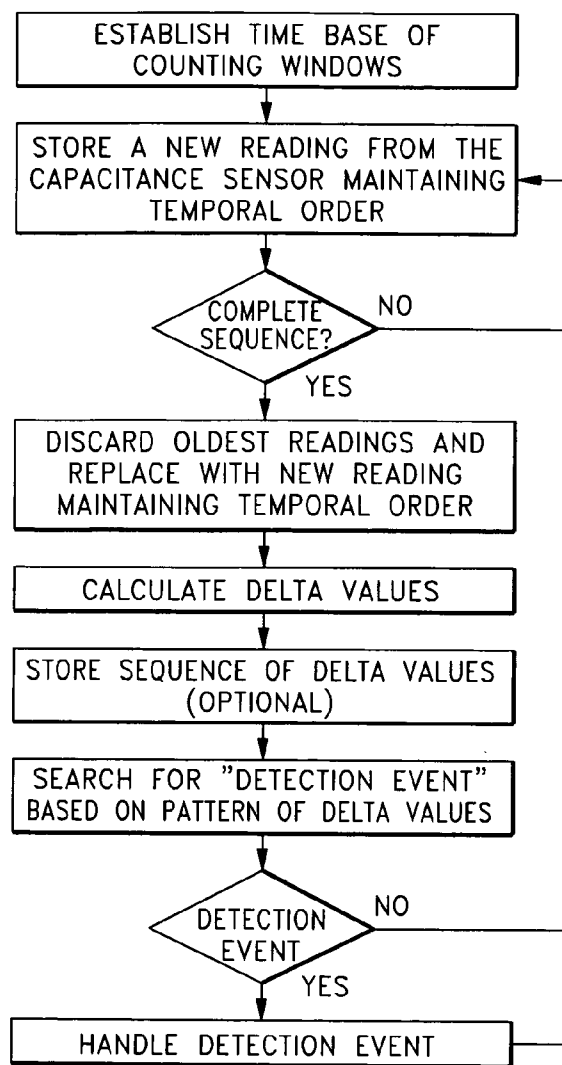 ESTABLISH TIME BASE OF
COUNTING WINDOWS
STORE A NEW READING FROM THE
CAPACITANCE SENSOR MAINTAINING
TEMPORAL ORDER
COMPLETE
SEQUENCE?
NO
YES
DISCARD OLDEST READINGS AND
REPLACE WITH NEW READING
MAINTAINING TEMPORAL ORDER
CALCULATE DELTA VALUES
STORE SEQUENCE OF DELTA VALUES
(OPTIONAL)
SEARCH FOR "DETECTION EVENT"
BASED ON PATTERN OF DELTA VALUES
DETECTION
EVENT
NO
YES
HANDLE DETECTION EVENT